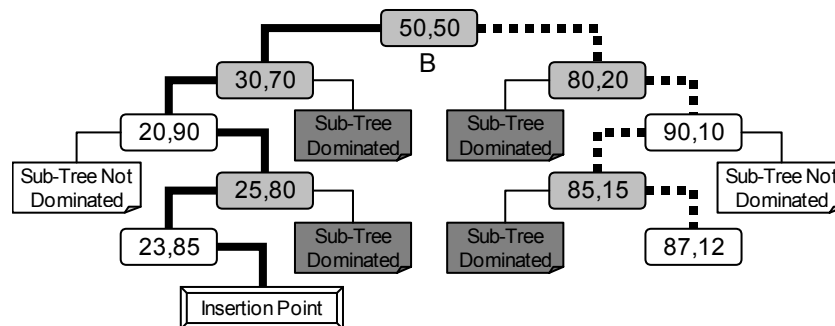 50,50
B
30,70
80,20
20,90
Sub-Tree
Dominated
Sub-Tree
Dominated
90,10
Sub-Tree Not
Dominated
25,80
85,15
Sub-Tree Not
Dominated
23,85
Sub-Tree
Dominated
Sub-Tree
Dominated
87,12
Insertion Point